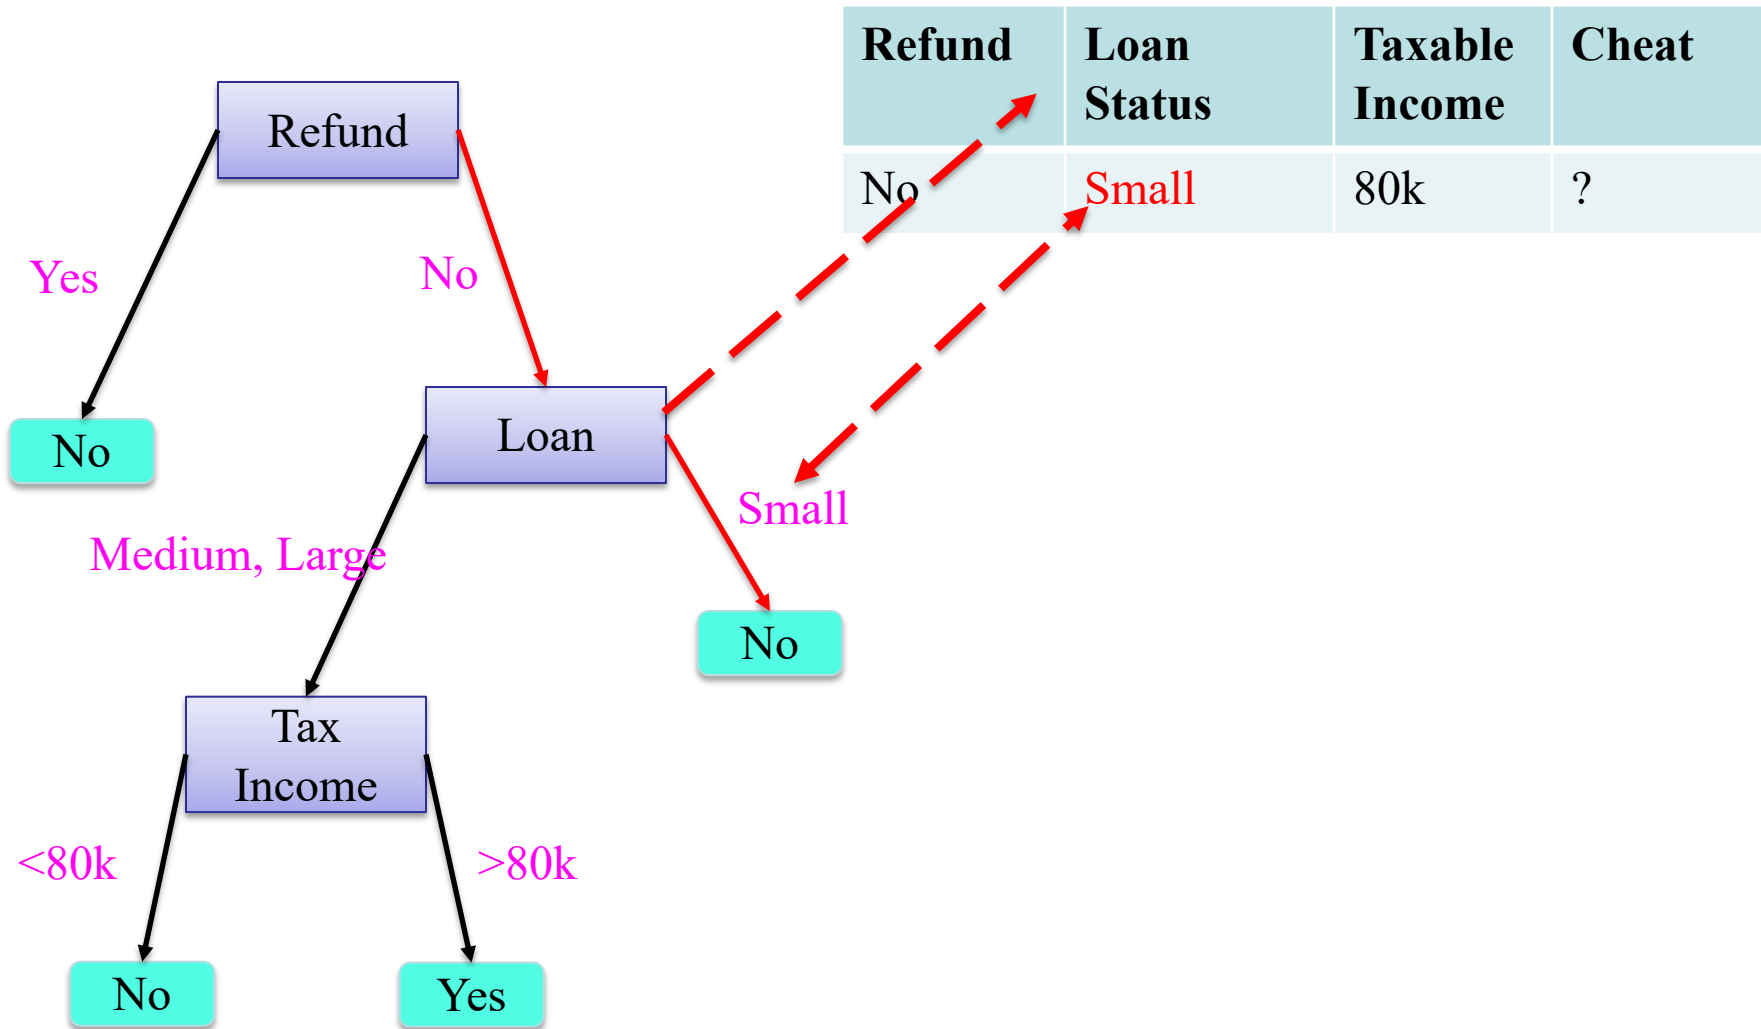 Refund
Loan
Status
Taxable
Income
Cheat
No
Small
80k
?
Refund
Yes
No
No
Loan
Small
Medium, Large
No
Tax
Income
<80k
>80k
No
Yes